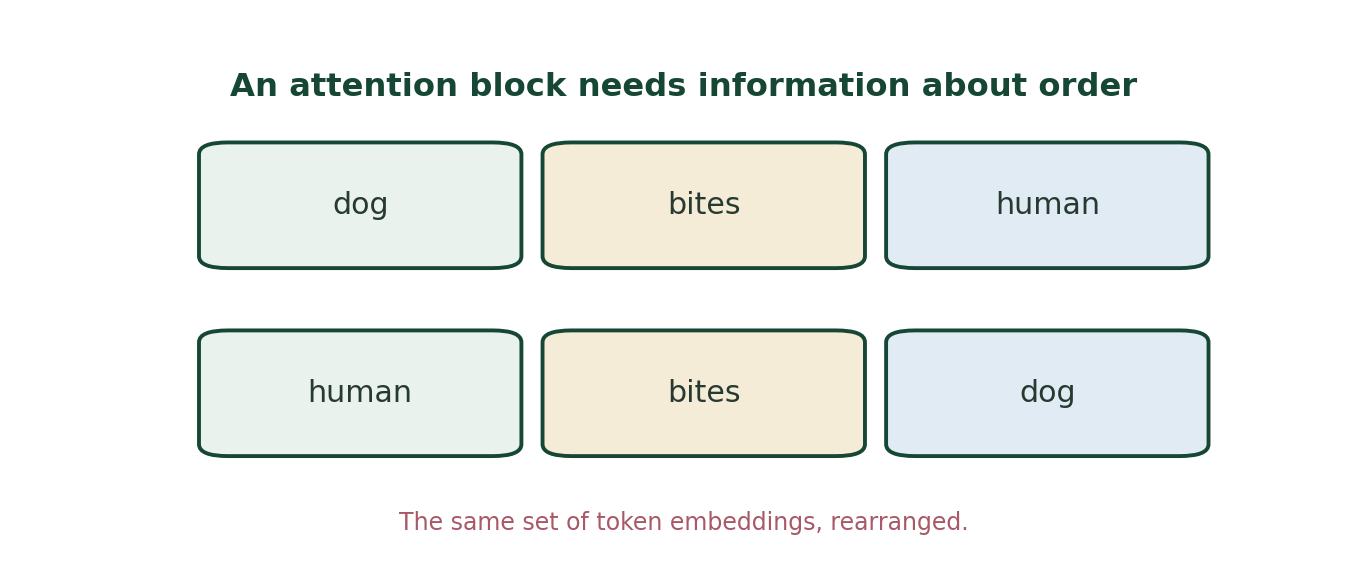 An attention block needs information about order
dog bites human
human bites dog
The same set of token embeddings, rearranged.